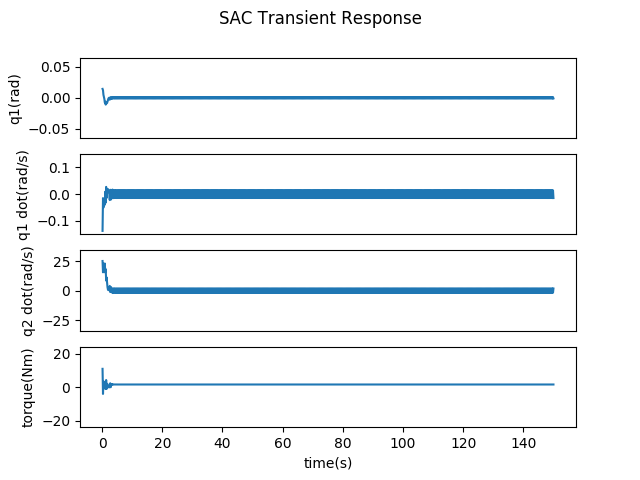 SAC Transient Response
q1(rad)
0.05
0.00
−0.05
q1 dot(rad/s)
0.1
0.0
−0.1
q2 dot(rad/s)
25
0
−25
torque(Nm)
20
0
−20
0 20 40 60 80 100 120 140
time(s)